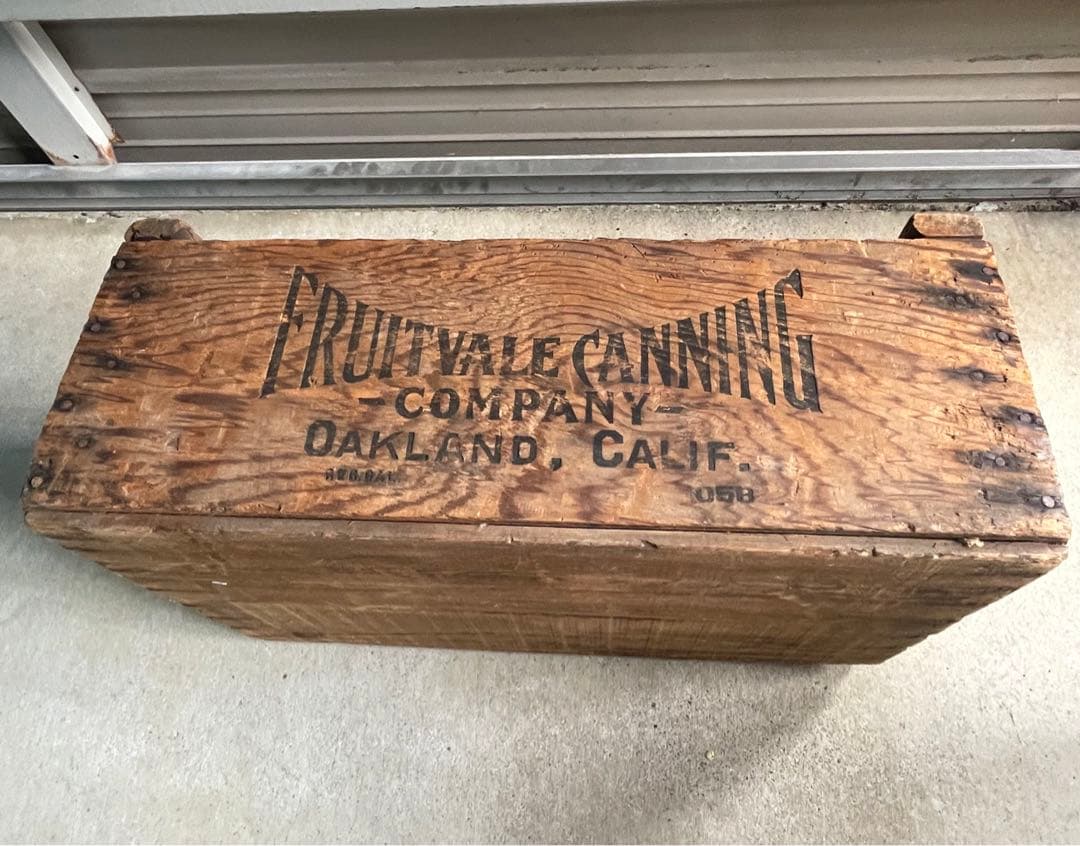 FRUITVALE CANNING
-COMPANY-
OAKLAND, CALIF.
058